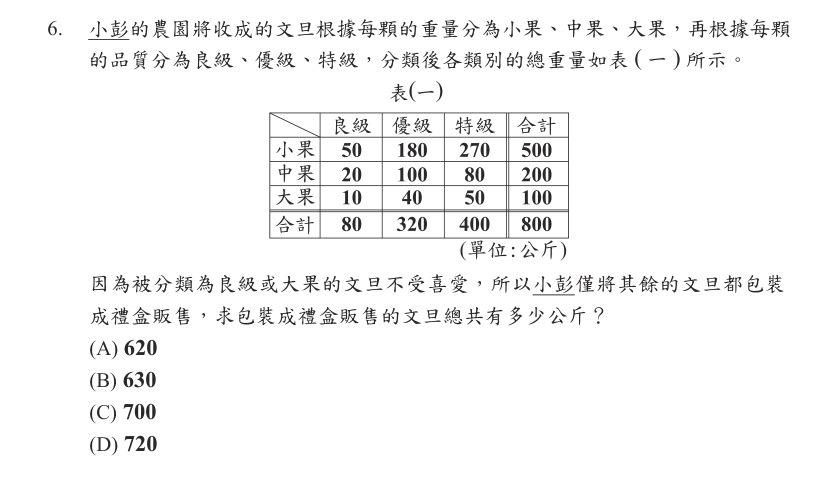 6. 小彭的農園將收成的文旦根據每顆的重量分為小果、中果、大果，再根據每顆
的品質分為良級、優級、特級，分類後各類別的總重量如表(一)所示。
表(一)
良級 優級 特級 合計
小果 50 180 270 500
中果 20 100 80 200
大果 10 40 50 100
合計 80 320 400 800
(單位:公斤)
因為被分類為良級或大果的文旦不受喜愛，所以小彭僅將其餘的文旦都包裝
成禮盒販售，求包裝成禮盒販售的文旦總共有多少公斤？
(A) 620
(B) 630
(C) 700
(D) 720